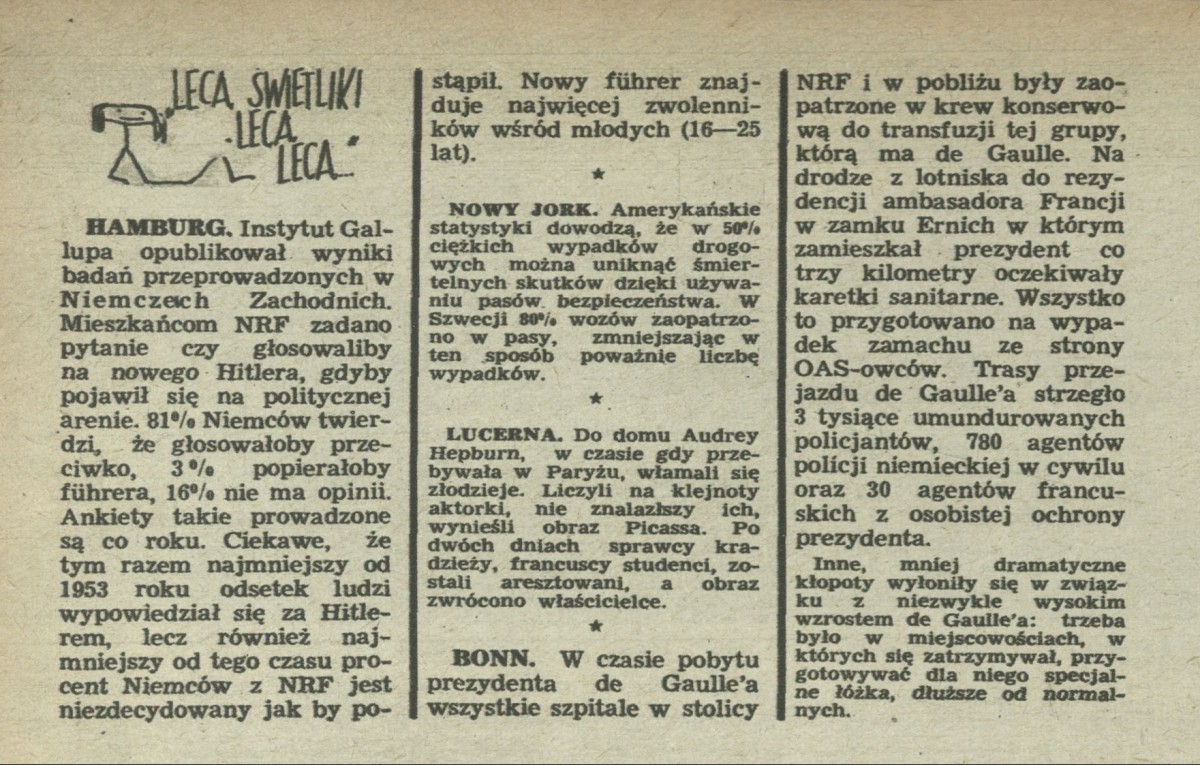 „LECĄ ŚWIETLIKI
LECĄ
LECĄ..."
HAMBURG. Instytut Gal-
lupa opublikował wyniki
badań przeprowadzonych w
Niemczech Zachodnich.
Mieszkańcom NRF zadano
pytanie czy głosowaliby
na nowego Hitlera, gdyby
pojawił się na politycznej
arenie. 81% Niemców twier-
dzi, że głosowałoby prze-
ciwko, 3% popierałoby
führera, 16% nie ma opinii.
Ankiety takie prowadzone
są co roku. Ciekawe, że
tym razem najmniejszy od
1953 roku odsetek ludzi
wypowiedział się za Hitle-
rem, lecz również naj-
mniejszy od tego czasu pro-
cent Niemców z NRF jest
niezdecydowany jak by po-
stąpił. Nowy führer znaj-
duje najwięcej zwolenni-
ków wśród młodych (16—25
lat).
★
NOWY JORK. Amerykańskie
statystyki dowodzą, że w 50%
ciężkich wypadków drogo-
wych można uniknąć śmier-
telnych skutków dzięki używa-
niu pasów bezpieczeństwa. W
Szwecji 80% wozów zaopatrzo-
no w pasy, zmniejszając w
ten sposób poważnie liczbę
wypadków.
★
LUCERNA. Do domu Audrey
Hepburn, w czasie gdy prze-
bywała w Paryżu, włamali się
złodzieje. Liczyli na klejnoty
aktorki, nie znalazłszy ich,
wynieśli obraz Picassa. Po
dwóch dniach sprawcy kra-
dzieży, francuscy studenci, zo-
stali aresztowani, a obraz
zwrócono właścicielce.
★
BONN. W czasie pobytu
prezydenta de Gaulle'a
wszystkie szpitale w stolicy
NRF i w pobliżu były zao-
patrzone w krew konserwo-
wą do transfuzji tej grupy,
którą ma de Gaulle. Na
drodze z lotniska do rezy-
dencji ambasadora Francji
w zamku Ernich w którym
zamieszkał prezydent co
trzy kilometry oczekiwały
karetki sanitarne. Wszystko
to przygotowano na wypa-
dek zamachu ze strony
OAS-owców. Trasy prze-
jazdu de Gaulle'a strzegło
3 tysiące umundurowanych
policjantów, 780 agentów
policji niemieckiej w cywilu
oraz 30 agentów francu-
skich z osobistej ochrony
prezydenta.
Inne, mniej dramatyczne
kłopoty wyłoniły się w związ-
ku z niezwykle wysokim
wzrostem de Gaulle'a: trzeba
było w miejscowościach, w
których się zatrzymywał, przy-
gotowywać dla niego specjal-
ne łóżka, dłuższe od normal-
nych.